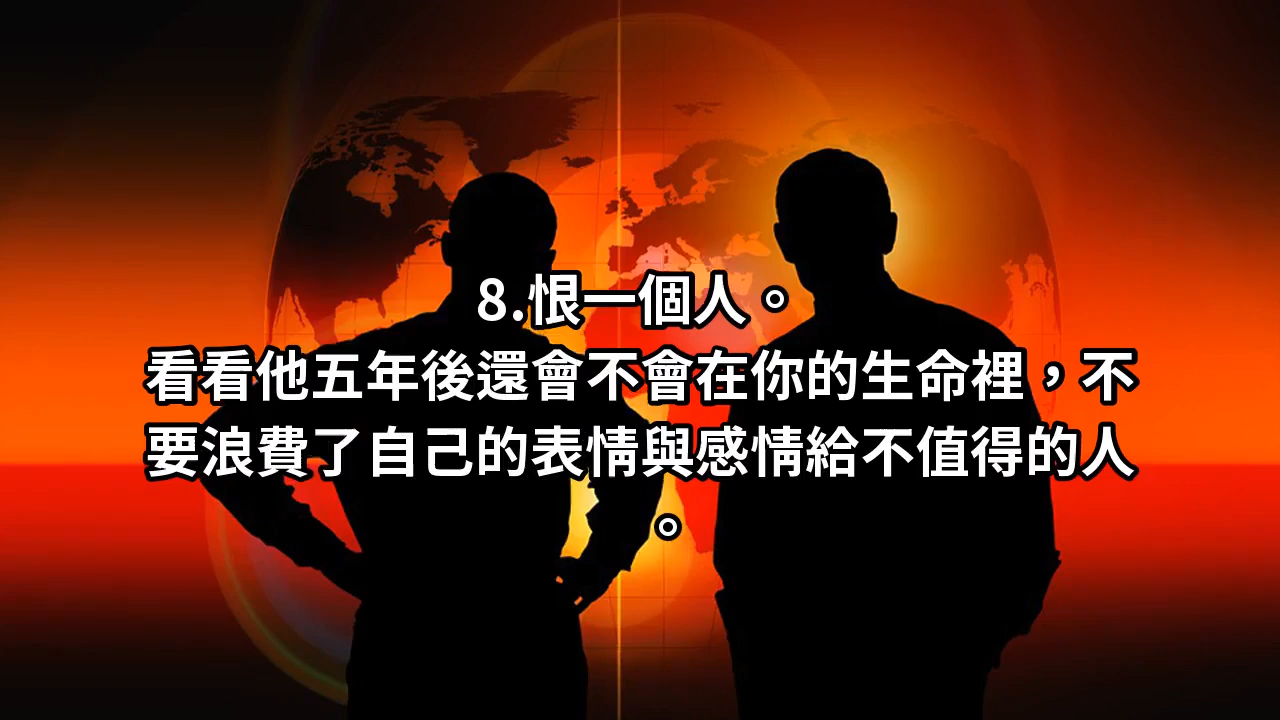 8.恨一個人。
看看他五年後還會不會在你的生命裡，不
要浪費了自己的表情與感情給不值得的人
。